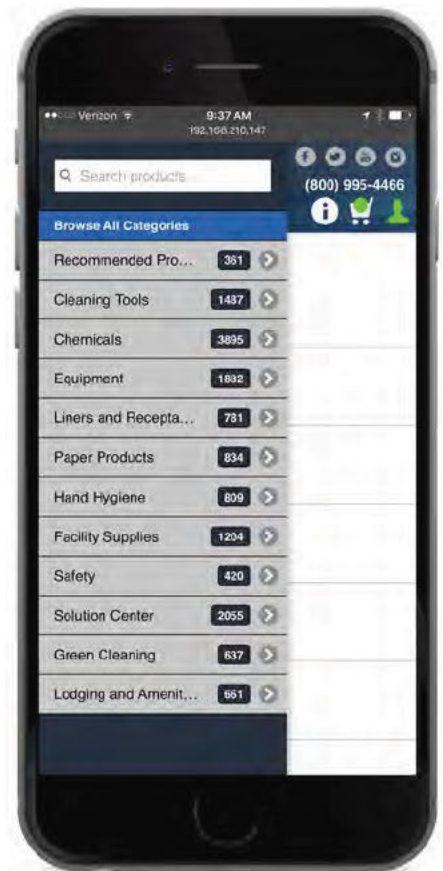 Verizon 9:37 AM
192.168.210.147
Search products
(800) 995-4466
Browse All Categories
Recommended Pro... 361
Cleaning Tools 1487
Chemicals 3895
Equipment 1832
Liners and Recepta... 781
Paper Products 834
Hand Hygiene 809
Facility Supplies 1204
Safety 420
Solution Center 2055
Green Cleaning 637
Lodging and Amenit... 661